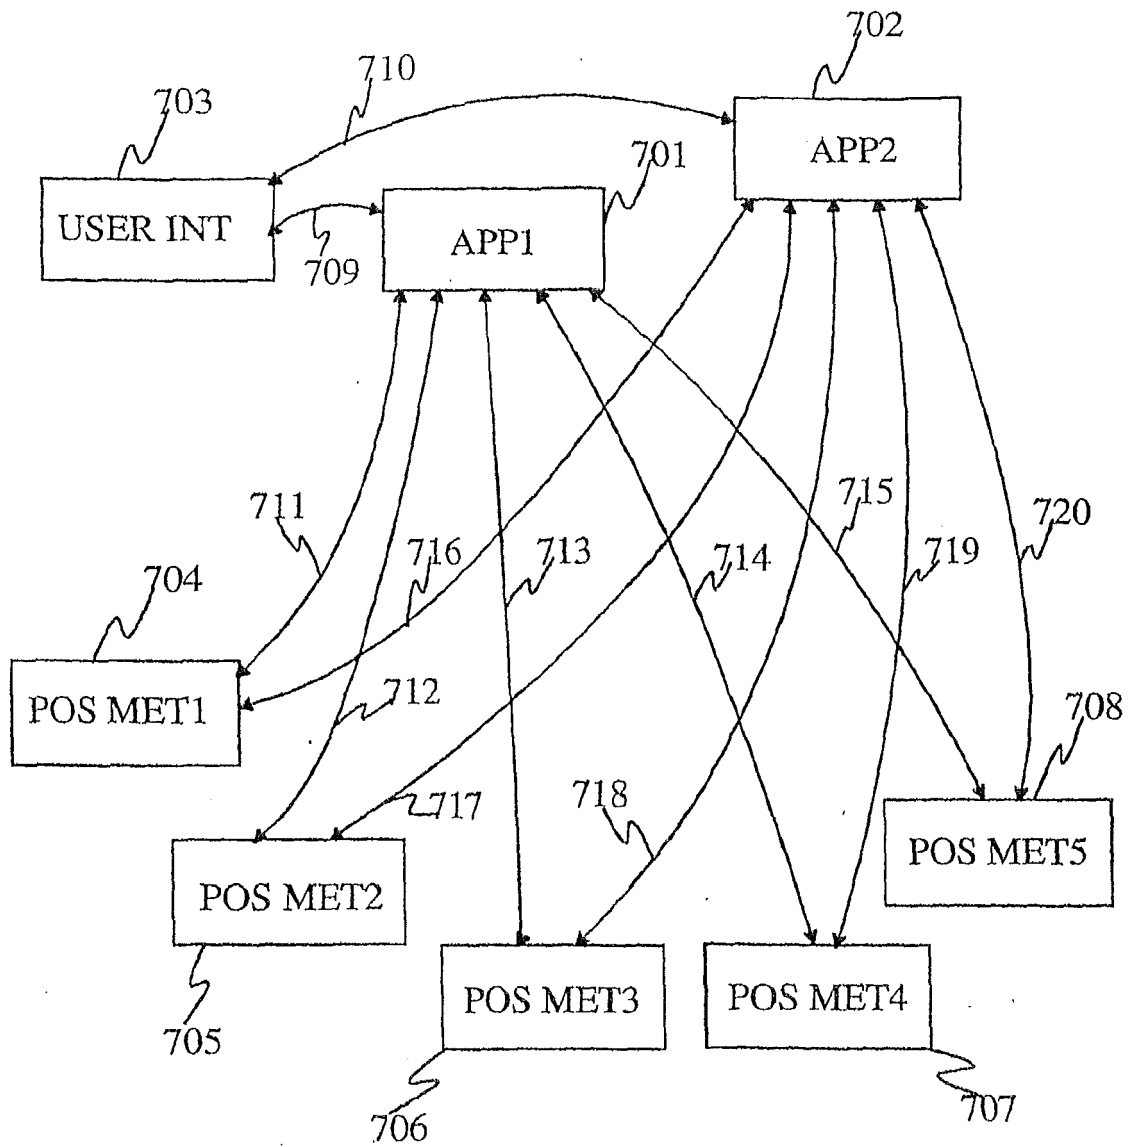 702
710
703
701
APP2
USER INT
APP1
709
711
716
713
714
715
719
720
704
712
POS MET1
708
717
718
POS MET5
POS MET2
POS MET3
POS MET4
705
706
707